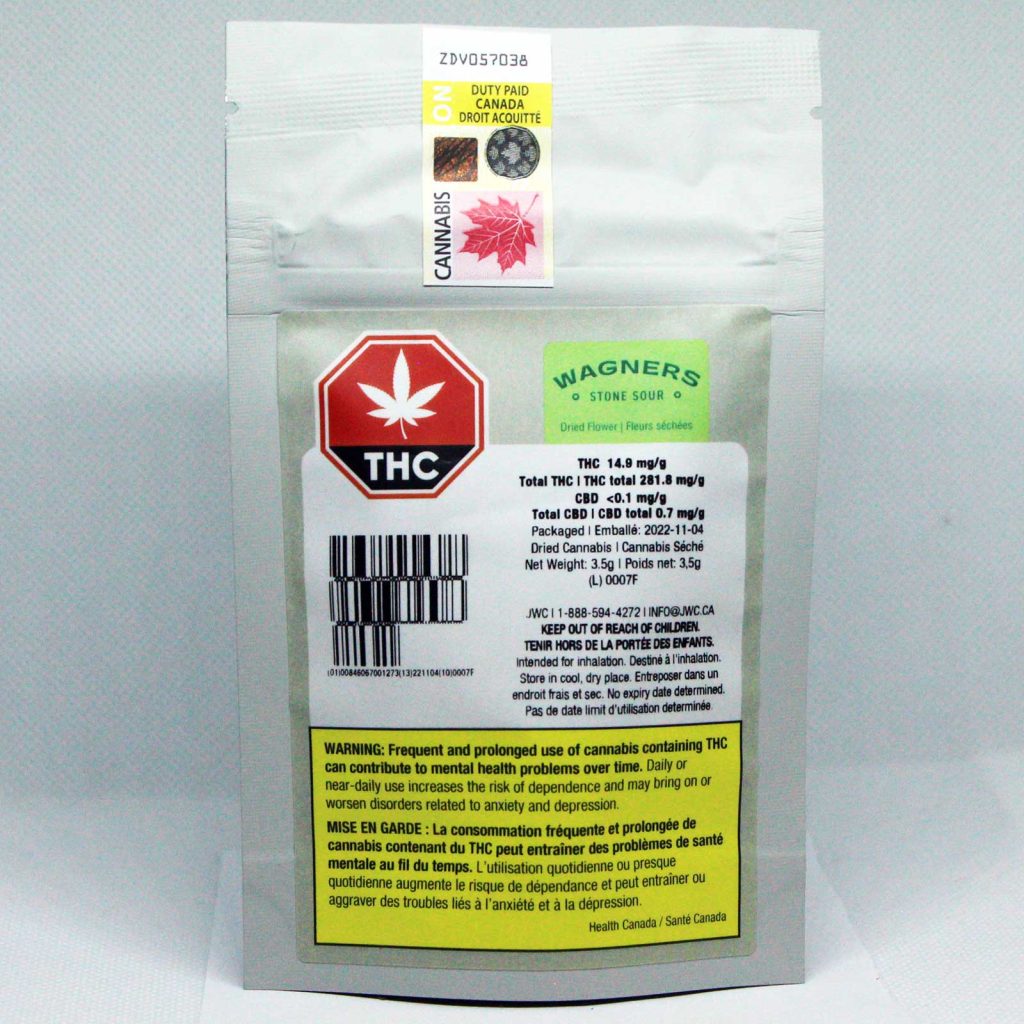 ZDV057038
ON
DUTY PAID
CANADA
DROIT ACQUITTÉ
CANNABIS
THC
WAGNERS
STONE SOUR
Dried Flower | Fleurs séchées
THC 14.9 mg/g
Total THC | THC total 281.8 mg/g
CBD <0.1 mg/g
Total CBD | CBD total 0.7 mg/g
Packaged | Emballé: 2022-11-04
Dried Cannabis | Cannabis Séché
Net Weight: 3.5g | Poids net: 3,5g
(L) 0007F
JWC | 1-888-594-4272 | INFO@JWC.CA
KEEP OUT OF REACH OF CHILDREN.
TENIR HORS DE LA PORTÉE DES ENFANTS.
Intended for inhalation. Destiné à l'inhalation.
Store in cool, dry place. Entreposer dans un
endroit frais et sec. No expiry date determined.
Pas de date limit d'utilisation determinée.
(01)00846067001273(13)221104(10)0007F
WARNING: Frequent and prolonged use of cannabis containing THC
can contribute to mental health problems over time. Daily or
near-daily use increases the risk of dependence and may bring on or
worsen disorders related to anxiety and depression.
MISE EN GARDE : La consommation fréquente et prolongée de
cannabis contenant du THC peut entraîner des problèmes de santé
mentale au fil du temps. L'utilisation quotidienne ou presque
quotidienne augmente le risque de dépendance et peut entraîner ou
aggraver des troubles liés à l'anxiété et à la dépression.
Health Canada / Santé Canada